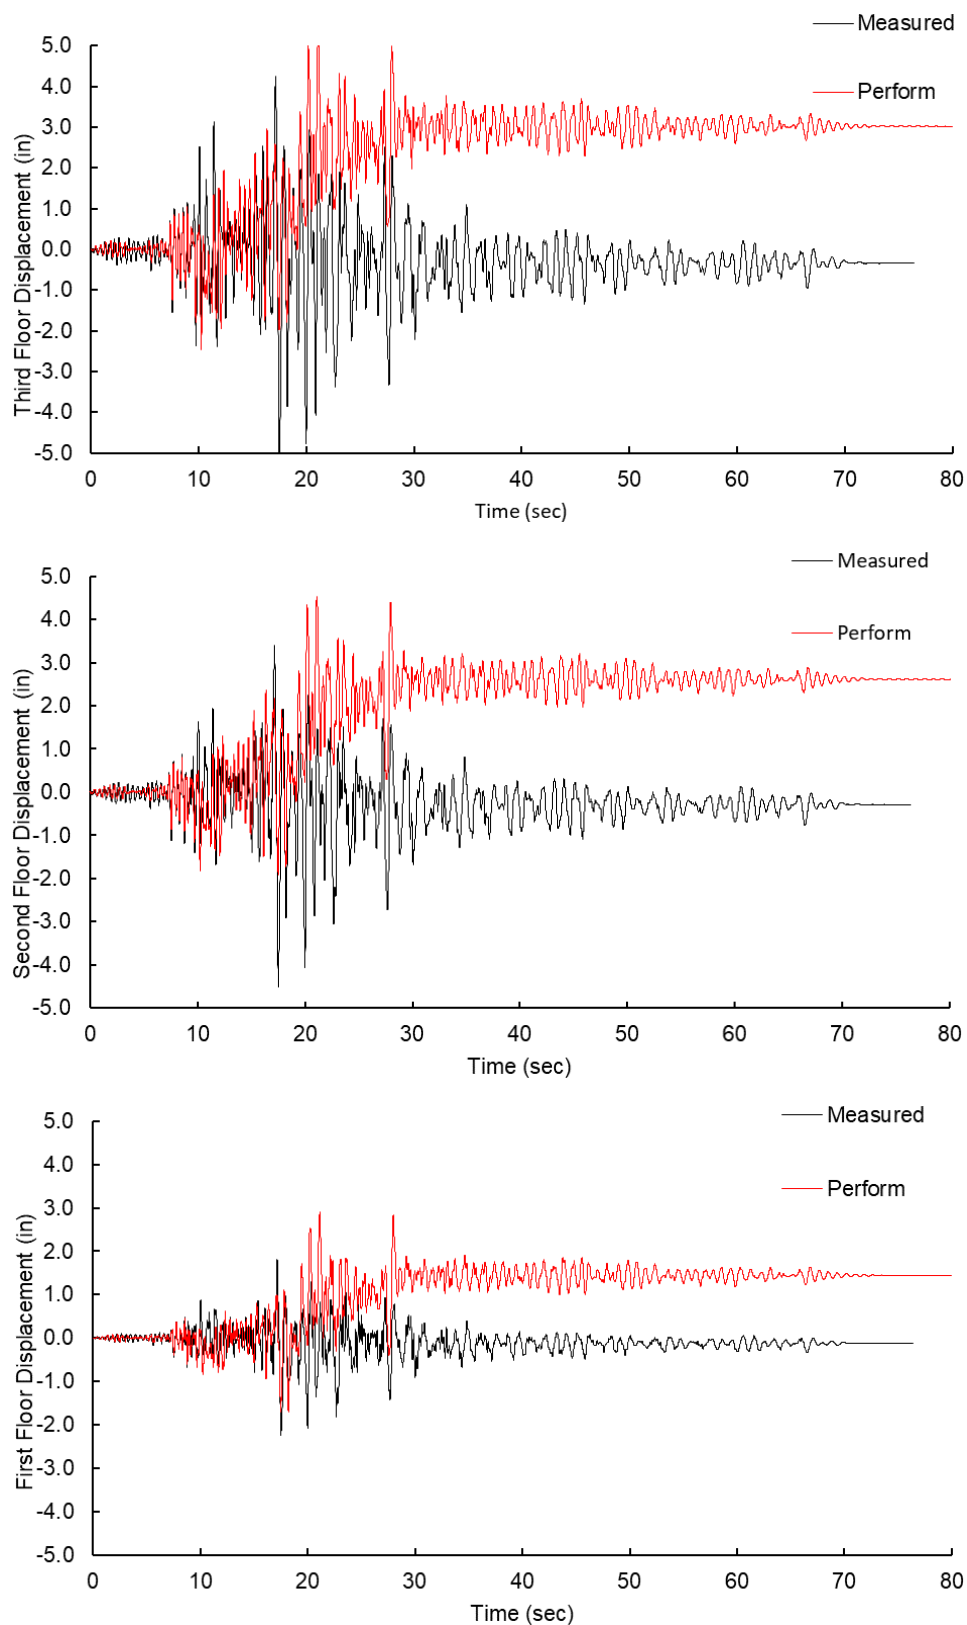 Measured
Perform
Third Floor Displacement (in)
5.0
4.0
3.0
2.0
1.0
0.0
-1.0
-2.0
-3.0
-4.0
-5.0
0 10 20 30 40 50 60 70 80
Time (sec)
Measured
Perform
Second Floor Displacement (in)
5.0
4.0
3.0
2.0
1.0
0.0
-1.0
-2.0
-3.0
-4.0
-5.0
0 10 20 30 40 50 60 70 80
Time (sec)
Measured
Perform
First Floor Displacement (in)
5.0
4.0
3.0
2.0
1.0
0.0
-1.0
-2.0
-3.0
-4.0
-5.0
0 10 20 30 40 50 60 70 80
Time (sec)